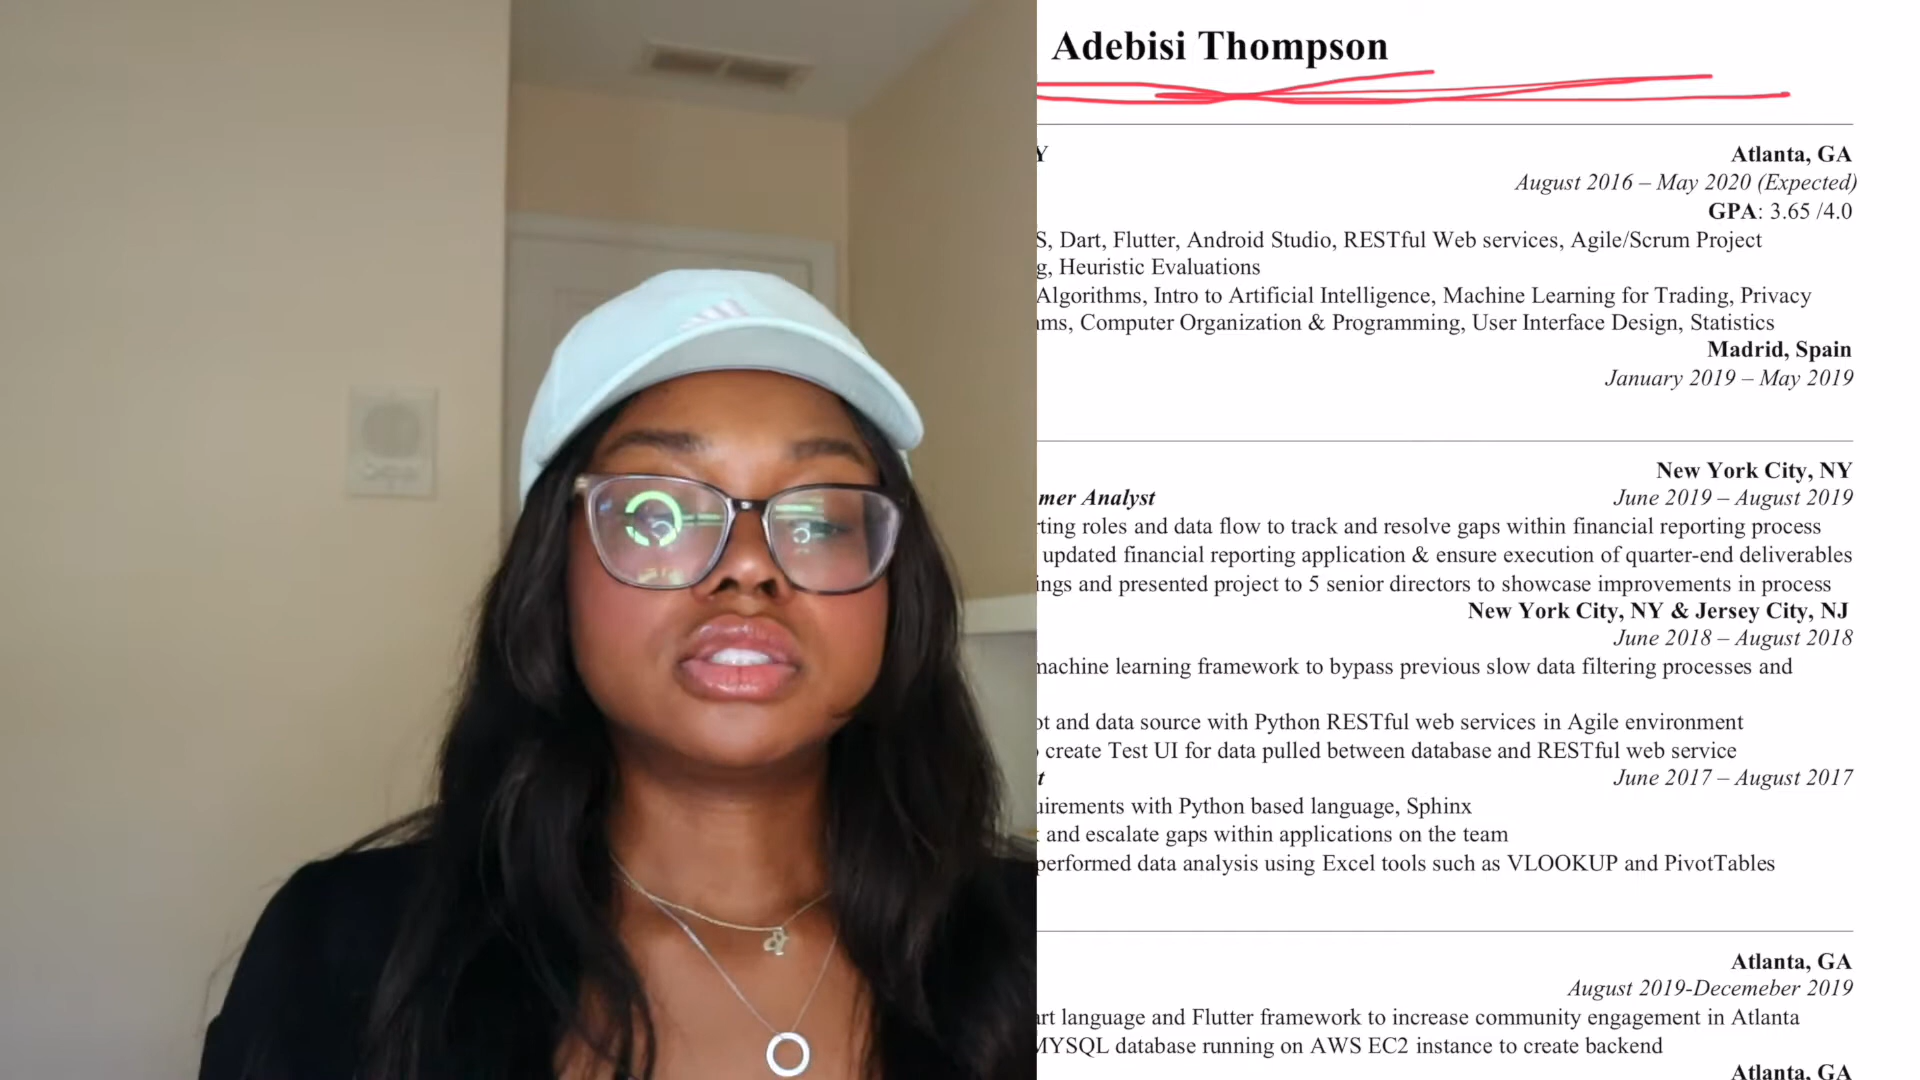 Adebisi Thompson
Y Atlanta, GA
August 2016 – May 2020 (Expected)
GPA: 3.65 /4.0
S, Dart, Flutter, Android Studio, RESTful Web services, Agile/Scrum Project
g, Heuristic Evaluations
Algorithms, Intro to Artificial Intelligence, Machine Learning for Trading, Privacy
ms, Computer Organization & Programming, User Interface Design, Statistics
Madrid, Spain
January 2019 – May 2019
New York City, NY
mer Analyst June 2019 – August 2019
rting roles and data flow to track and resolve gaps within financial reporting process
updated financial reporting application & ensure execution of quarter-end deliverables
ings and presented project to 5 senior directors to showcase improvements in process
New York City, NY & Jersey City, NJ
June 2018 – August 2018
machine learning framework to bypass previous slow data filtering processes and
ot and data source with Python RESTful web services in Agile environment
create Test UI for data pulled between database and RESTful web service
t June 2017 – August 2017
uirements with Python based language, Sphinx
and escalate gaps within applications on the team
performed data analysis using Excel tools such as VLOOKUP and PivotTables
Atlanta, GA
August 2019-Decemeber 2019
art language and Flutter framework to increase community engagement in Atlanta
MYSQL database running on AWS EC2 instance to create backend
Atlanta, GA